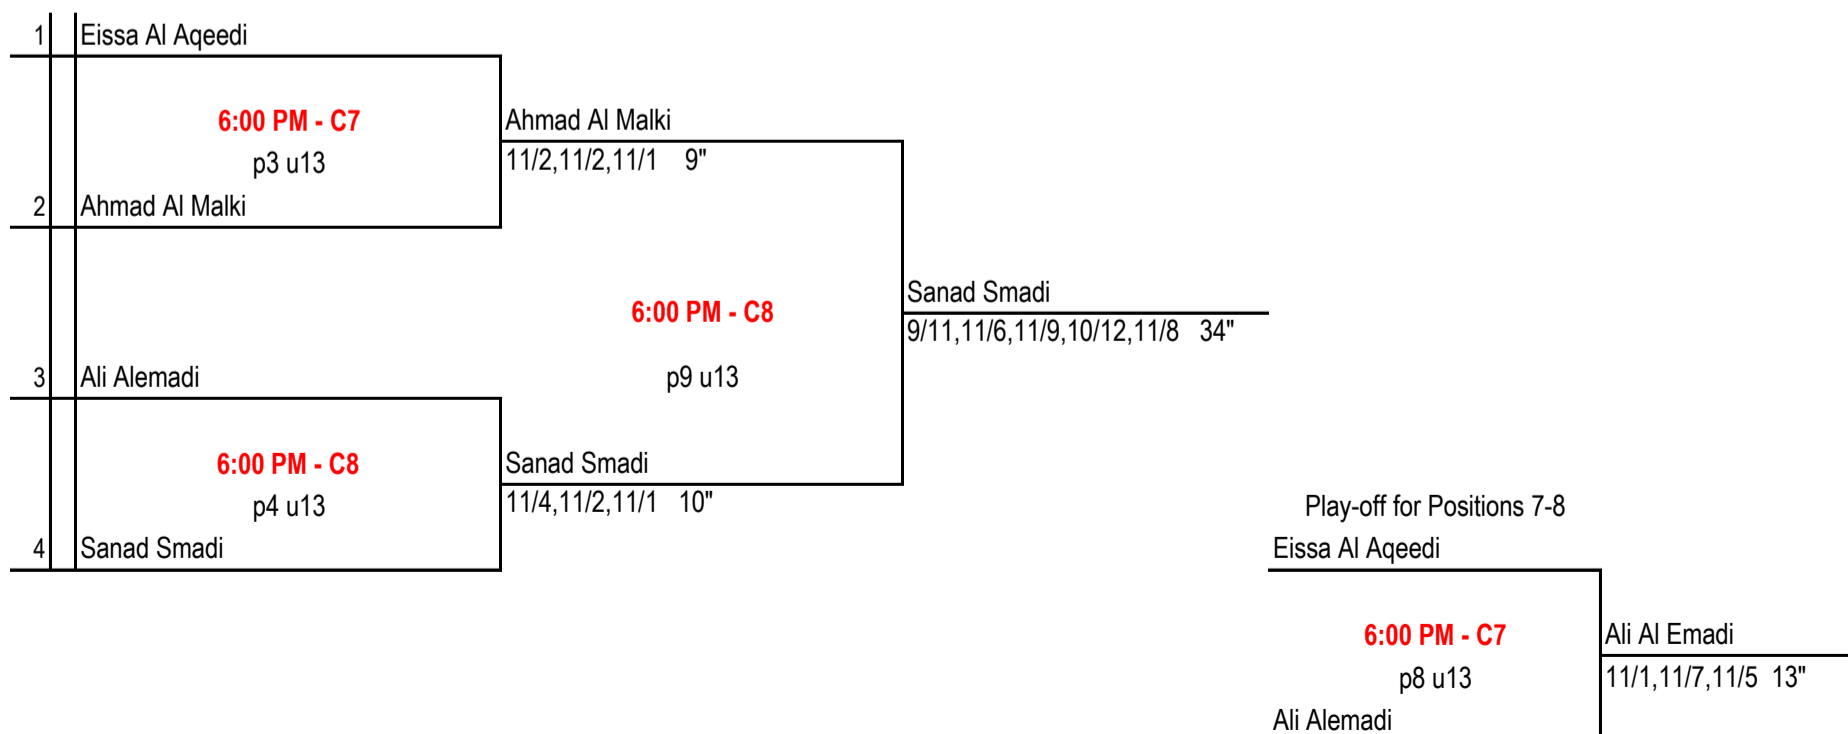 1 Eissa Al Aqeedi
6:00 PM - C7
p3 u13
Ahmad Al Malki
11/2,11/2,11/1 9"
2 Ahmad Al Malki
6:00 PM - C8
p9 u13
Sanad Smadi
9/11,11/6,11/9,10/12,11/8 34"
3 Ali Alemadi
6:00 PM - C8
p4 u13
Sanad Smadi
11/4,11/2,11/1 10"
4 Sanad Smadi
Play-off for Positions 7-8
Eissa Al Aqeedi
6:00 PM - C7
p8 u13
Ali Al Emadi
11/1,11/7,11/5 13"
Ali Alemadi